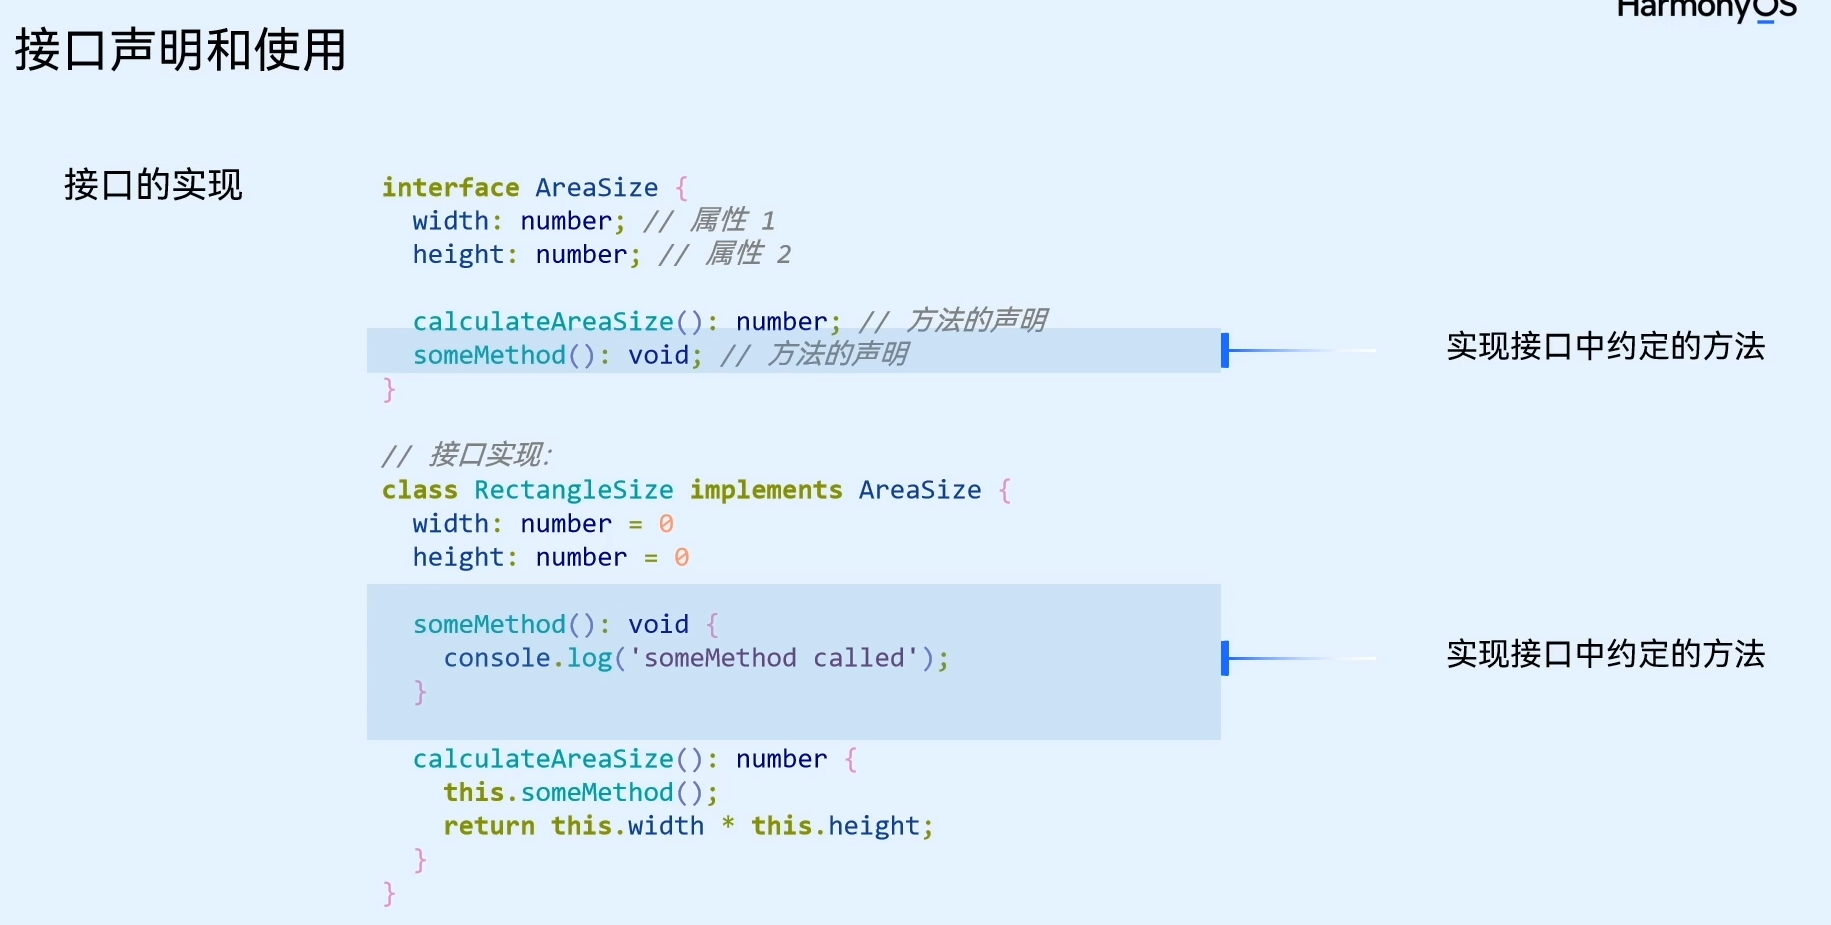 HarmonyOS
接口声明和使用
接口的实现
interface AreaSize {
width: number; // 属性 1
height: number; // 属性 2
calculateAreaSize(): number; // 方法的声明
someMethod(): void; // 方法的声明
实现接口中约定的方法
}
// 接口实现:
class RectangleSize implements AreaSize {
width: number = 0
height: number = 0
someMethod(): void {
console.log('someMethod called');
实现接口中约定的方法
}
calculateAreaSize(): number {
this.someMethod();
return this.width * this.height;
}
}